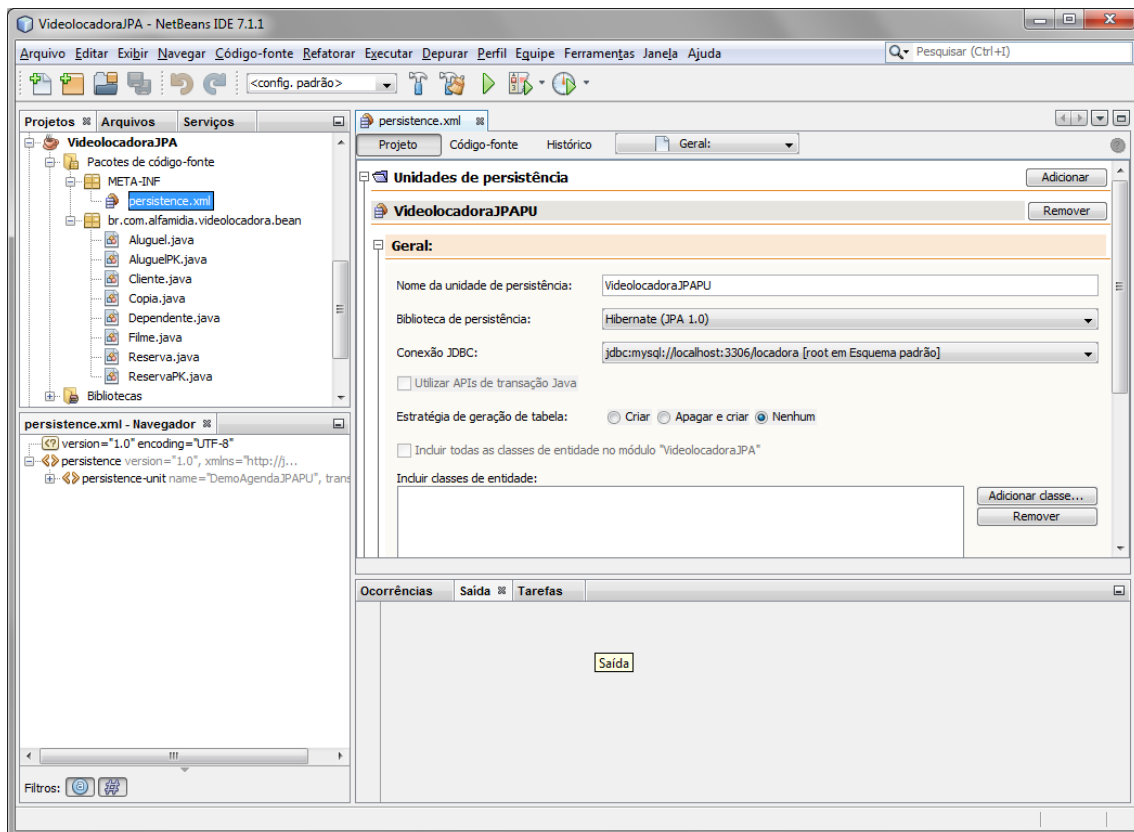 VideolocadoraJPA - NetBeans IDE 7.1.1
Arquivo Editar Exibir Navegar Código-fonte Refatorar Executar Depurar Perfil Equipe Ferramentas Janela Ajuda
Pesquisar (Ctrl+I)
<config. padrão>
Projetos Arquivos Serviços
VideolocadoraJPA
Pacotes de código-fonte
META-INF
persistence.xml
br.com.alfamidia.videolocadora.bean
Aluguel.java
AluguelPK.java
Cliente.java
Copia.java
Dependente.java
Filme.java
Reserva.java
ReservaPK.java
Bibliotecas
persistence.xml - Navegador
version="1.0" encoding="UTF-8"
persistence version="1.0", xmlns="http://j...
persistence-unit name="DemoAgendaJPAPU", trans
Filtros:
persistence.xml
Projeto Código-fonte Histórico Geral:
Unidades de persistência Adicionar
VideolocadoraJPAPU Remover
Geral:
Nome da unidade de persistência: VideolocadoraJPAPU
Biblioteca de persistência: Hibernate (JPA 1.0)
Conexão JDBC: jdbc:mysql://localhost:3306/locadora [root em Esquema padrão]
Utilizar APIs de transação Java
Estratégia de geração de tabela: Criar Apagar e criar Nenhum
Incluir todas as classes de entidade no módulo "VideolocadoraJPA"
Incluir classes de entidade:
Adicionar classe...
Remover
Ocorrências Saída Tarefas
Saída